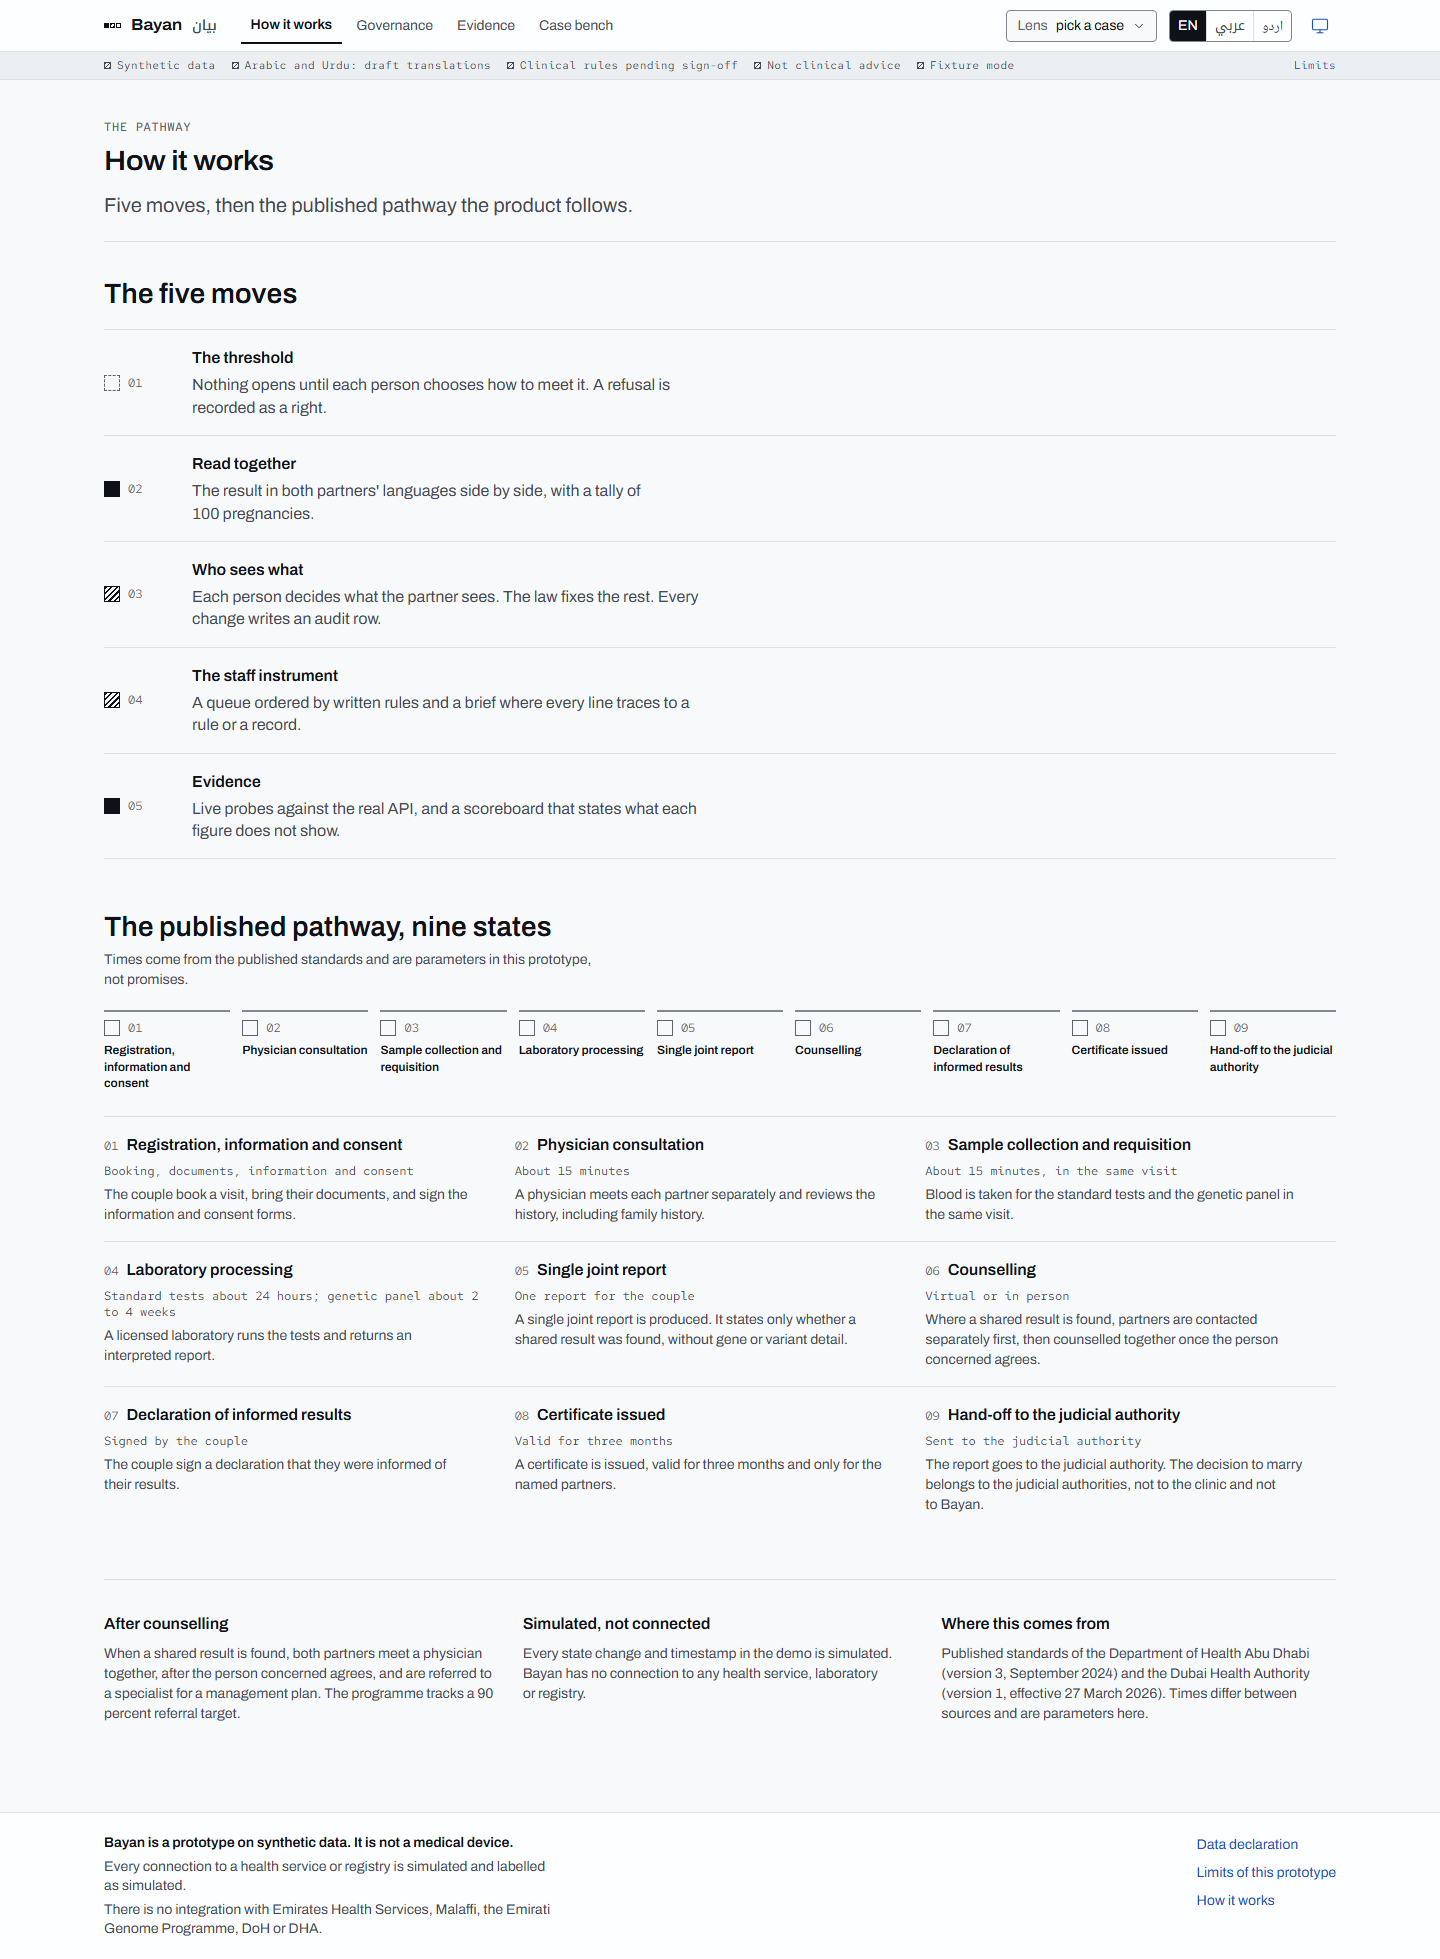 Bayan بيان How it works Governance Evidence Case bench Lens pick a case EN عربي اردو
Synthetic data Arabic and Urdu: draft translations Clinical rules pending sign-off Not clinical advice Fixture mode Limits
THE PATHWAY
How it works
Five moves, then the published pathway the product follows.
The five moves
01
The threshold
Nothing opens until each person chooses how to meet it. A refusal is
recorded as a right.
02
Read together
The result in both partners' languages side by side, with a tally of
100 pregnancies.
03
Who sees what
Each person decides what the partner sees. The law fixes the rest. Every
change writes an audit row.
04
The staff instrument
A queue ordered by written rules and a brief where every line traces to a
rule or a record.
05
Evidence
Live probes against the real API, and a scoreboard that states what each
figure does not show.
The published pathway, nine states
Times come from the published standards and are parameters in this prototype,
not promises.
01
Registration,
information and
consent
02
Physician consultation
03
Sample collection and
requisition
04
Laboratory processing
05
Single joint report
06
Counselling
07
Declaration of
informed results
08
Certificate issued
09
Hand-off to the judicial
authority
01 Registration, information and consent
Booking, documents, information and consent
The couple book a visit, bring their documents, and sign the
information and consent forms.
02 Physician consultation
About 15 minutes
A physician meets each partner separately and reviews the
history, including family history.
03 Sample collection and requisition
About 15 minutes, in the same visit
Blood is taken for the standard tests and the genetic panel in
the same visit.
04 Laboratory processing
Standard tests about 24 hours; genetic panel about 2
to 4 weeks
A licensed laboratory runs the tests and returns an
interpreted report.
05 Single joint report
One report for the couple
A single joint report is produced. It states only whether a
shared result was found, without gene or variant detail.
06 Counselling
Virtual or in person
Where a shared result is found, partners are contacted
separately first, then counselled together once the person
concerned agrees.
07 Declaration of informed results
Signed by the couple
The couple sign a declaration that they were informed of
their results.
08 Certificate issued
Valid for three months
A certificate is issued, valid for three months and only for the
named partners.
09 Hand-off to the judicial authority
Sent to the judicial authority
The report goes to the judicial authority. The decision to marry
belongs to the judicial authorities, not to the clinic and not
to Bayan.
After counselling
When a shared result is found, both partners meet a physician
together, after the person concerned agrees, and are referred to
a specialist for a management plan. The programme tracks a 90
percent referral target.
Simulated, not connected
Every state change and timestamp in the demo is simulated.
Bayan has no connection to any health service, laboratory
or registry.
Where this comes from
Published standards of the Department of Health Abu Dhabi
(version 3, September 2024) and the Dubai Health Authority
(version 1, effective 27 March 2026). Times differ between
sources and are parameters here.
Bayan is a prototype on synthetic data. It is not a medical device.
Every connection to a health service or registry is simulated and labelled
as simulated.
There is no integration with Emirates Health Services, Malaffi, the Emirati
Genome Programme, DoH or DHA.
Data declaration
Limits of this prototype
How it works